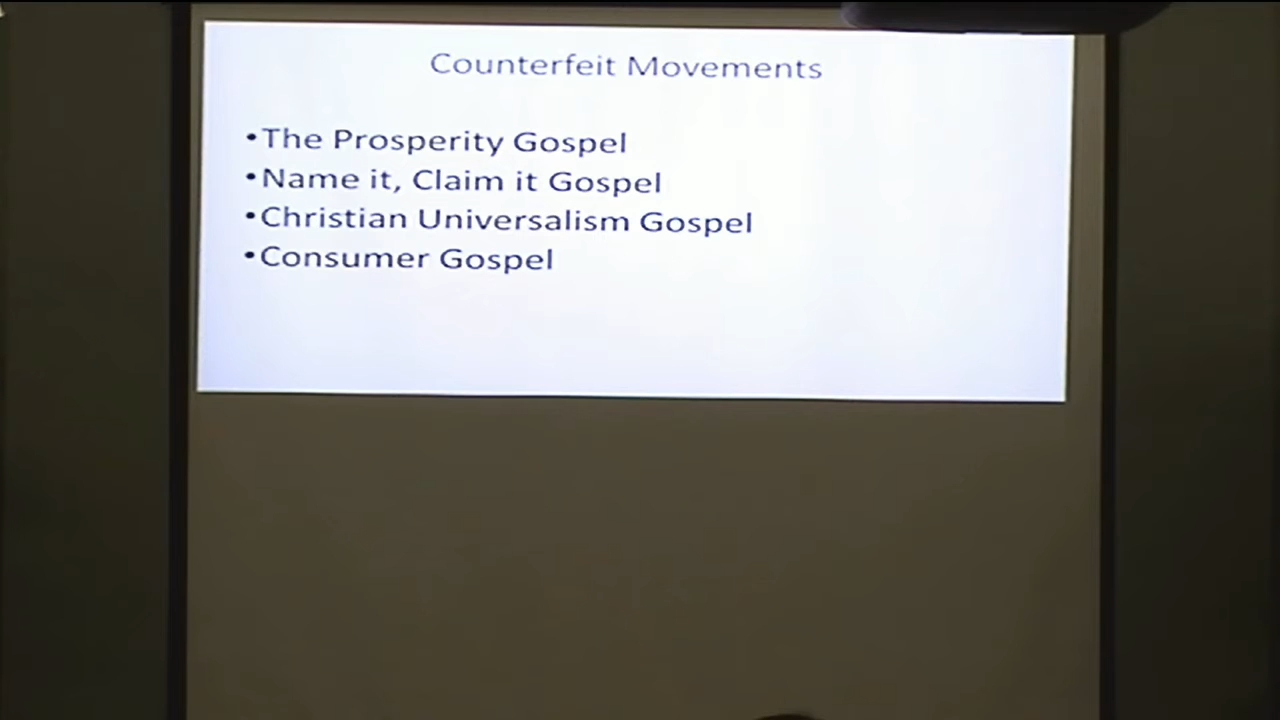 Counterfeit Movements
•The Prosperity Gospel
•Name it, Claim it Gospel
•Christian Universalism Gospel
•Consumer Gospel